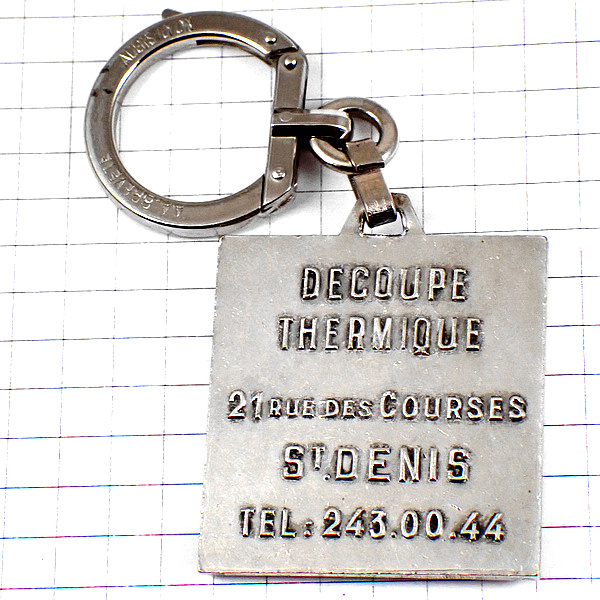 DECOUPE
THERMIQUE
21 RUE DES COURSES
ST. DENIS
TEL: 243.00.44